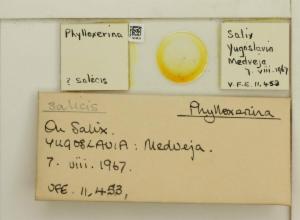 Phylloxerina
? salicis
Salix
Yugoslavia
Medveja
7. viii. 1967
V.F.E. 11,453
salicis
Phylloxerina
On Salix.
YUGOSLAVIA: Medveja.
7. viii. 1967.
VFE. 11,453,